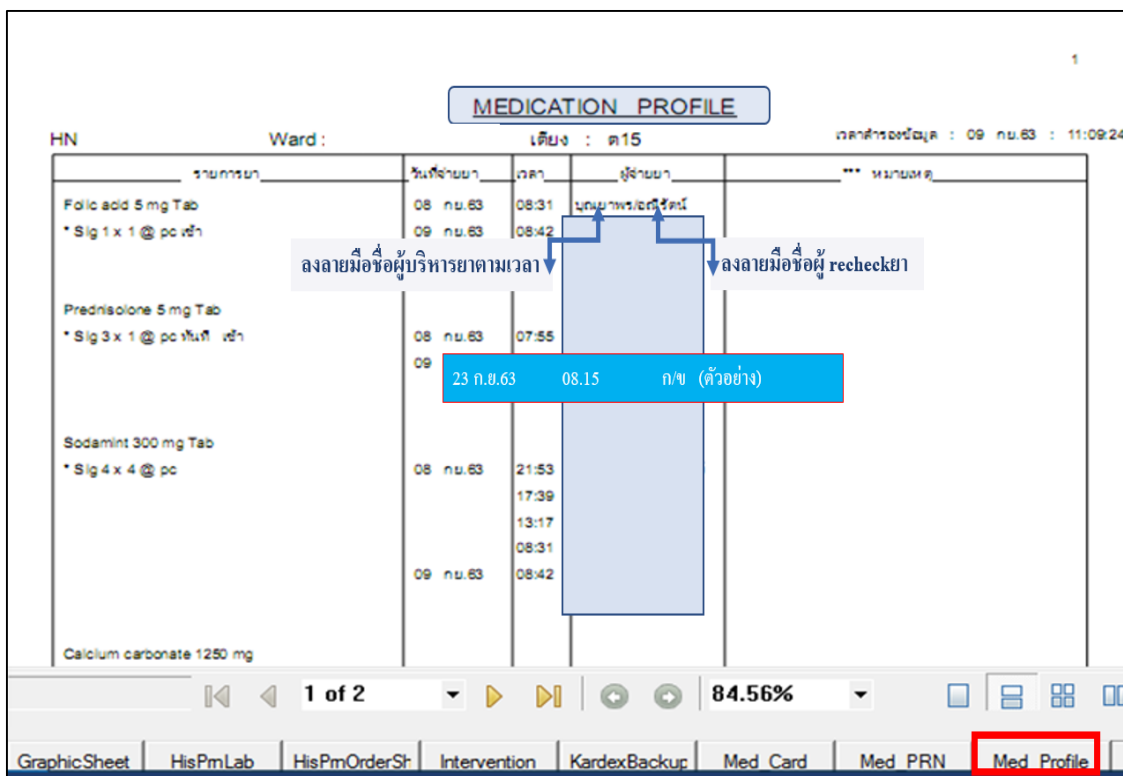 1
MEDICATION PROFILE
HN Ward : เตียง : ต15 เวลาสำรองข้อมูล : 09 กย.63 : 11:09:24
รายการยา วันที่จ่ายยา เวลา ผู้จ่ายยา *** หมายเหตุ
Folic acid 5 mg Tab 08 กย.63 08:31 บุณยาพร/อณีรัตน์
* Sig 1 x 1 @ pc เช้า 09 กย.63 08:42
ลงลายมือชื่อผู้บริหารยาตามเวลา ลงลายมือชื่อผู้ recheckยา
Prednisolone 5 mg Tab
* Sig 3 x 1 @ pc ทันที เช้า 08 กย.63 07:55
09
23 ก.ย.63 08.15 ก/ข (ตัวอย่าง)
Sodamint 300 mg Tab
* Sig 4 x 4 @ pc 08 กย.63 21:53
17:39
13:17
08:31
09 กย.63 08:42
Calcium carbonate 1250 mg
1 of 2 84.56%
GraphicSheet HisPmLab HisPmOrderSh Intervention KardexBackup Med_Card Med_PRN Med_Profile